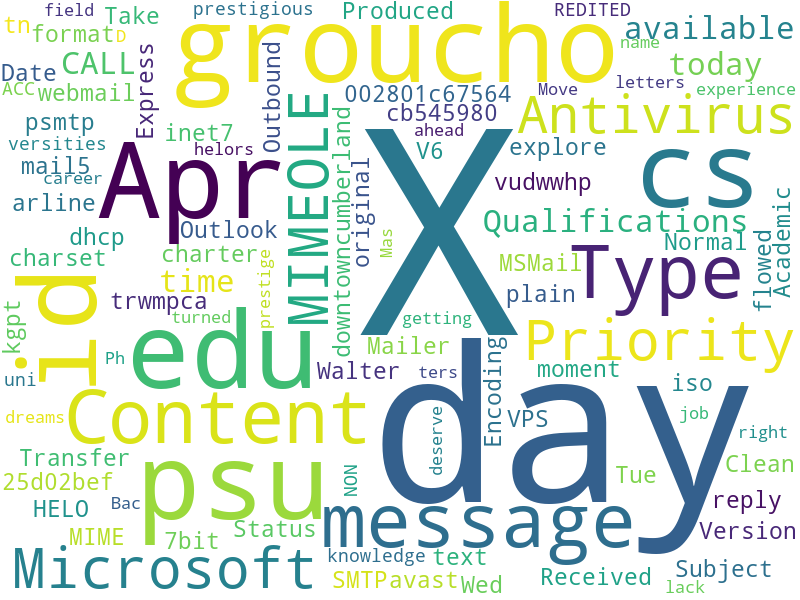 field
prestigious
Produced
REDITED
Take
tn
format
D
groucho
available
name
Date
CALL
Express
Outbound
today
ACC
webmail
002801c67564
Move
letters
experience
psmtp
inet7
MIMEOLE
cb545980
Antivirus
versities
helors
ahead
mail5
Apr
X
V6
explore
career
downtowncumberland
original
cs
arline
vudwwhp
Outlook
Qualifications
dhcp
Mas
Normal
flowed
Academic
charset
charter
MSMail
Type
id
time
prestige
plain
trwmpca
kgpt
turned
getting
Priority
edu
Mailer
Ph
Walter
ters
moment
uni
day
Encoding
iso
Content
dreams
deserve
VPS
job
right
Transfer
psu
Clean
25d02bef
NON
Tue
HELO
Bac
message
reply
MIME
7bit
Status
Version
Microsoft
knowledge
text
Subject
SMTP
avast
Wed
Received
lack